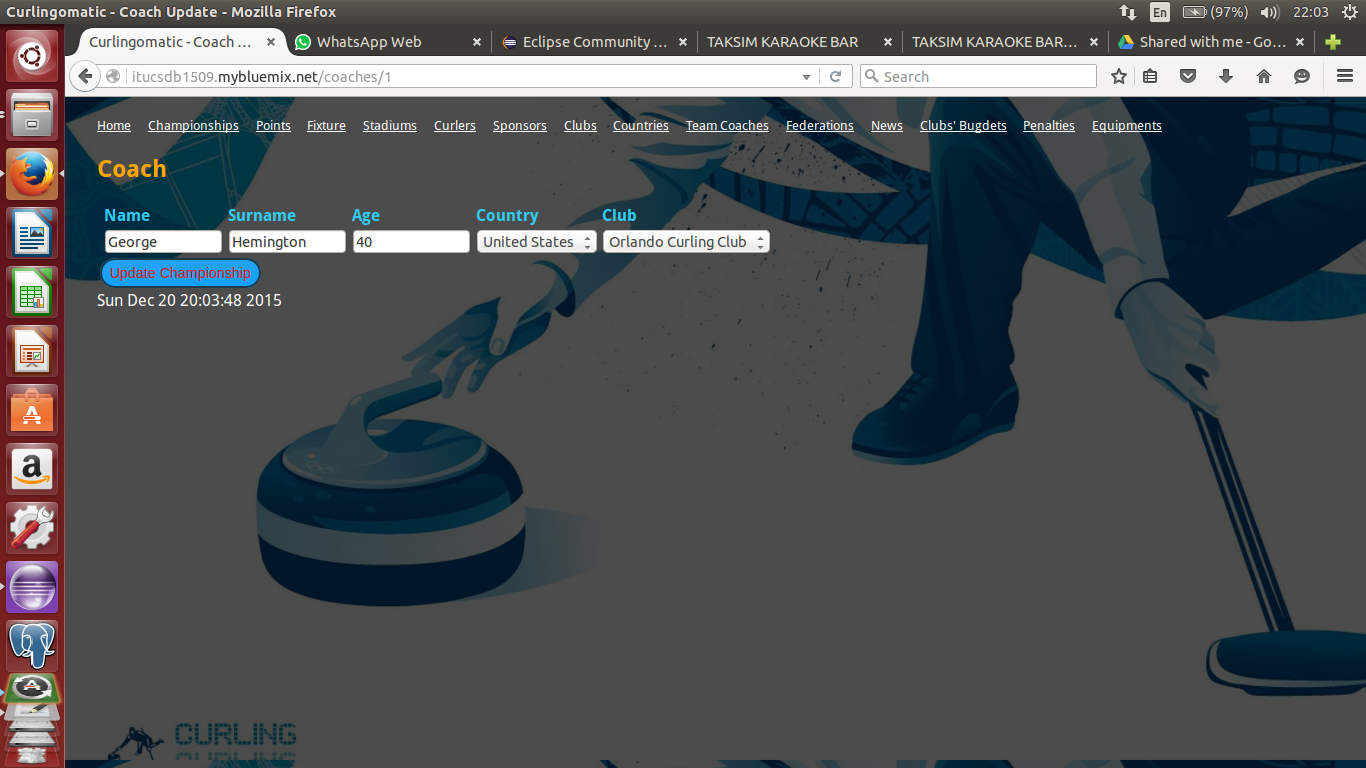 Curlingomatic - Coach Update - Mozilla Firefox
En (97%) 22:03
Curlingomatic - Coach ... WhatsApp Web Eclipse Community ... TAKSIM KARAOKE BAR TAKSIM KARAOKE BAR... Shared with me - Go...
itucsdb1509.mybluemix.net/coaches/1 Search
Home Championships Points Fixture Stadiums Curlers Sponsors Clubs Countries Team Coaches Federations News Clubs' Bugdets Penalties Equipments
Coach
Name Surname Age Country Club
George Hemington 40 United States Orlando Curling Club
Update Championship
Sun Dec 20 20:03:48 2015
CURLING